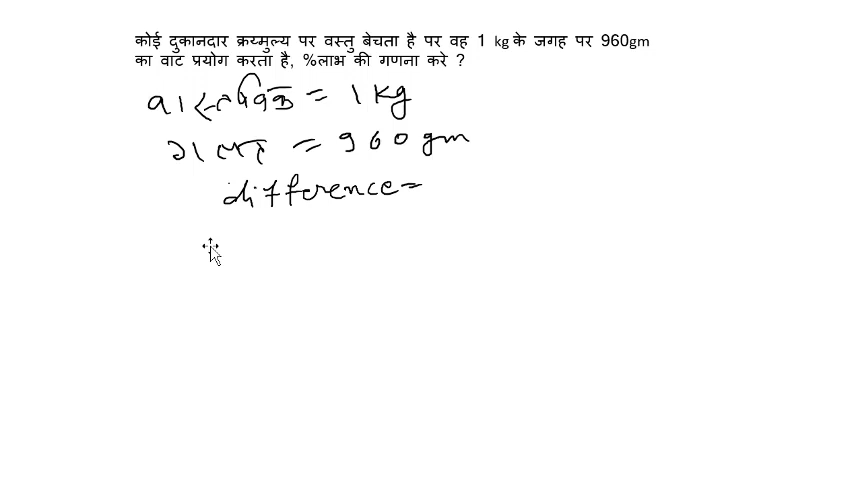 कोई दुकानदार क्रय्मुल्य पर वस्तु बेचता है पर वह 1 kg के जगह पर 960gm
का वाट प्रयोग करता है, %लाभ की गणना करे ?
वास्तविक = 1 kg
गलत = 960 gm
difference=